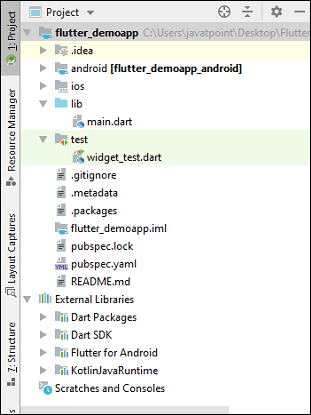 Project
flutter_demoapp C:\Users\javatpoint\Desktop\Flutter
.idea
android [flutter_demoapp_android]
ios
lib
main.dart
test
widget_test.dart
.gitignore
.metadata
.packages
flutter_demoapp.iml
pubspec.lock
YML pubspec.yaml
README.md
External Libraries
Dart Packages
Dart SDK
Flutter for Android
KotlinJavaRuntime
Scratches and Consoles
1: Project
Resource Manager
Layout Captures
7: Structure